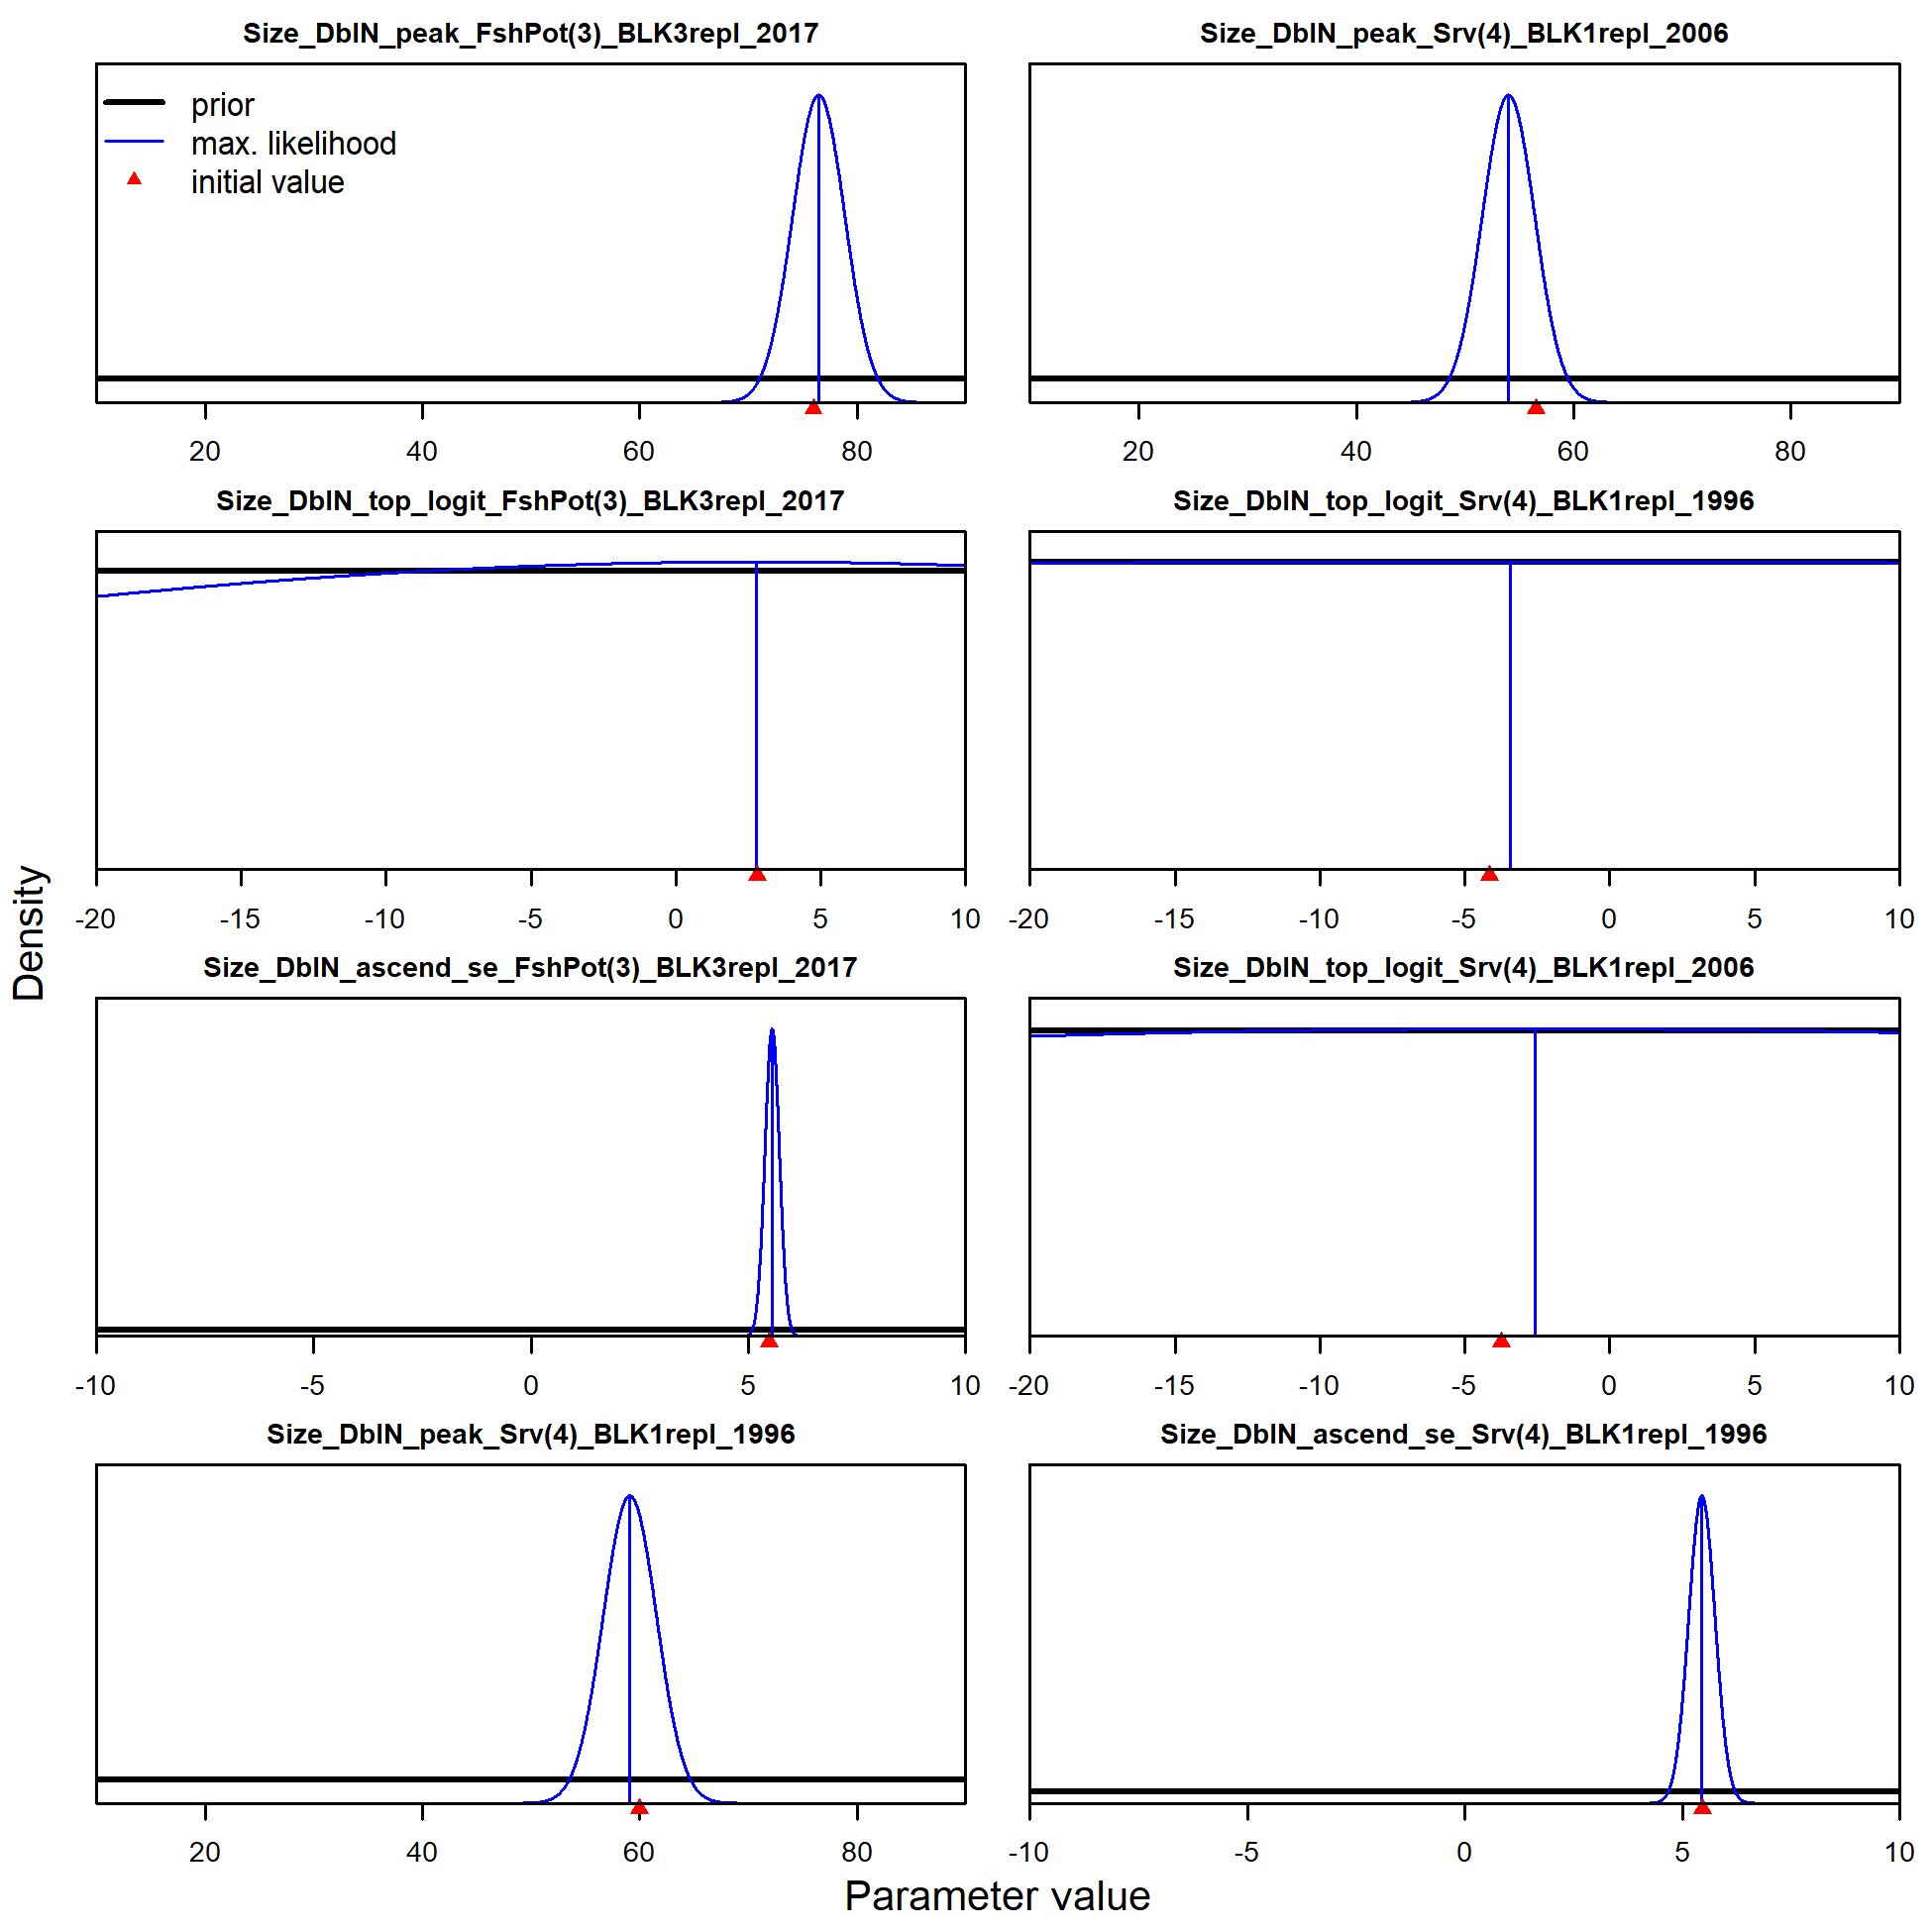 Size_DblN_peak_FshPot(3)_BLK3repl_2017
prior
max. likelihood
initial value
20 40 60 80
Size_DblN_peak_Srv(4)_BLK1repl_2006
20 40 60 80
Size_DblN_top_logit_FshPot(3)_BLK3repl_2017
-20 -15 -10 -5 0 5 10
Size_DblN_top_logit_Srv(4)_BLK1repl_1996
-20 -15 -10 -5 0 5 10
Size_DblN_ascend_se_FshPot(3)_BLK3repl_2017
-10 -5 0 5 10
Size_DblN_top_logit_Srv(4)_BLK1repl_2006
-20 -15 -10 -5 0 5 10
Size_DblN_peak_Srv(4)_BLK1repl_1996
20 40 60 80
Size_DblN_ascend_se_Srv(4)_BLK1repl_1996
-10 -5 0 5 10
Density
Parameter value